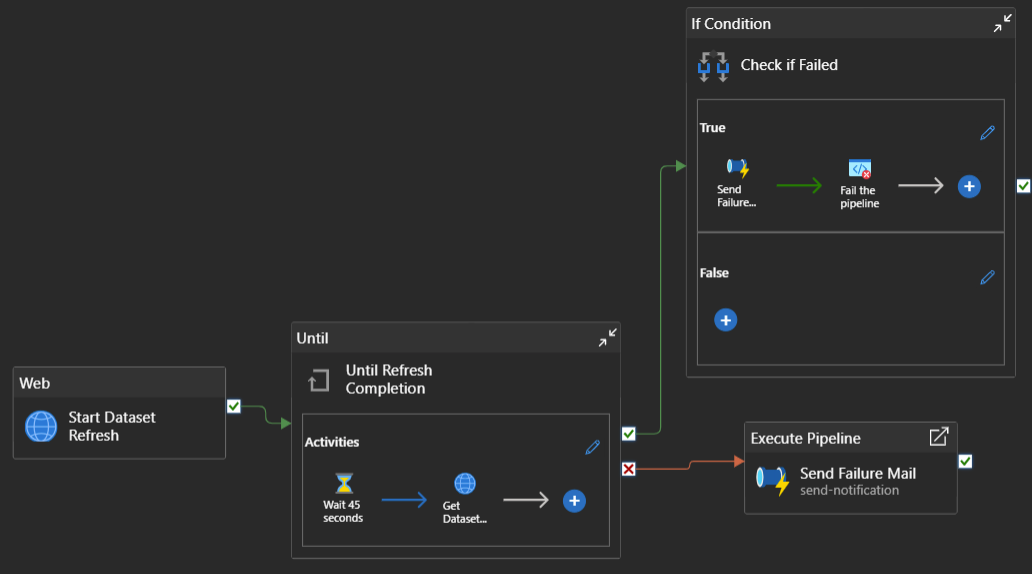 If Condition
Check if Failed
True
Send
Failure...
Fail the
pipeline
False
Until
Until Refresh
Completion
Activities
Wait 45
seconds
Get
Dataset...
Web
Start Dataset
Refresh
Execute Pipeline
Send Failure Mail
send-notification